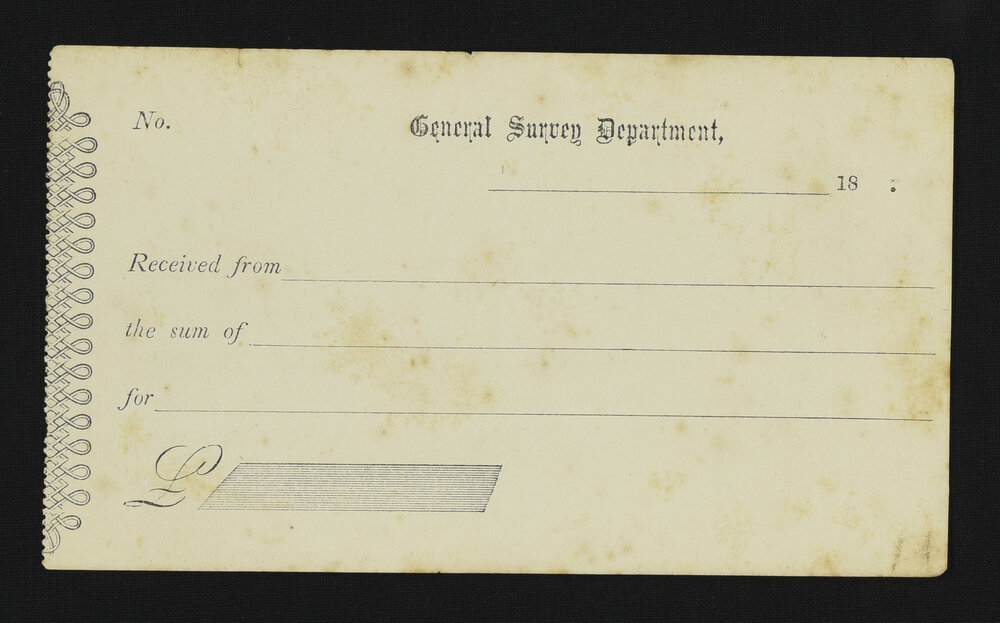 No.
General Survey Department,
18 :
Received from
the sum of
for
£